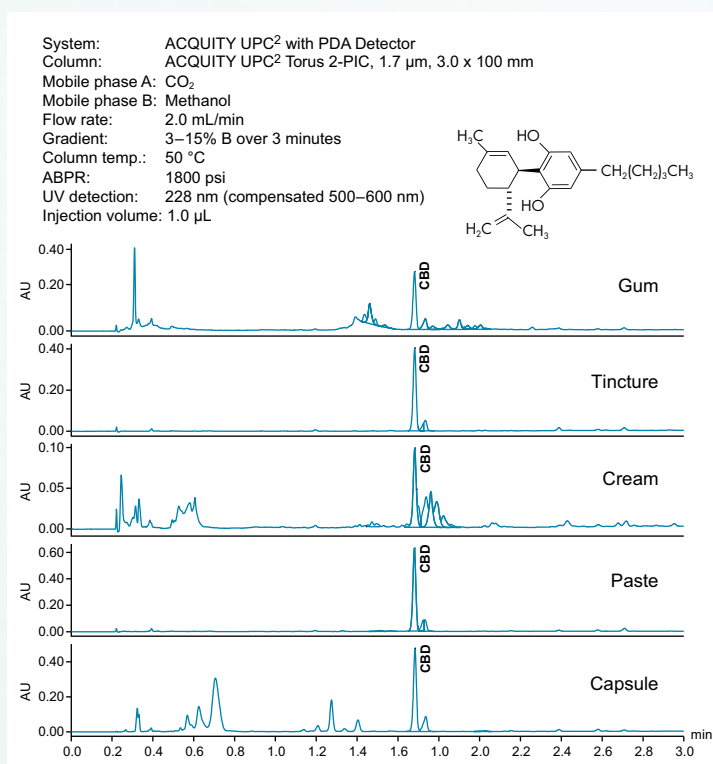 System: ACQUITY UPC² with PDA Detector
Column: ACQUITY UPC² Torus 2-PIC, 1.7 µm, 3.0 x 100 mm
Mobile phase A: CO₂
Mobile phase B: Methanol
Flow rate: 2.0 mL/min
Gradient: 3–15% B over 3 minutes
Column temp.: 50 °C
ABPR: 1800 psi
UV detection: 228 nm (compensated 500–600 nm)
Injection volume: 1.0 µL
H₃C
HO
CH₂(CH₂)₃CH₃
HO
H₂C
CH₃
0.40
0.20
0.00
AU
CBD
Gum
0.40
0.20
0.00
AU
CBD
Tincture
0.10
0.05
0.00
AU
CBD
Cream
0.60
0.40
0.20
0.00
AU
CBD
Paste
0.40
0.20
0.00
AU
CBD
Capsule
0.0 0.2 0.4 0.6 0.8 1.0 1.2 1.4 1.6 1.8 2.0 2.2 2.4 2.6 2.8 3.0 min